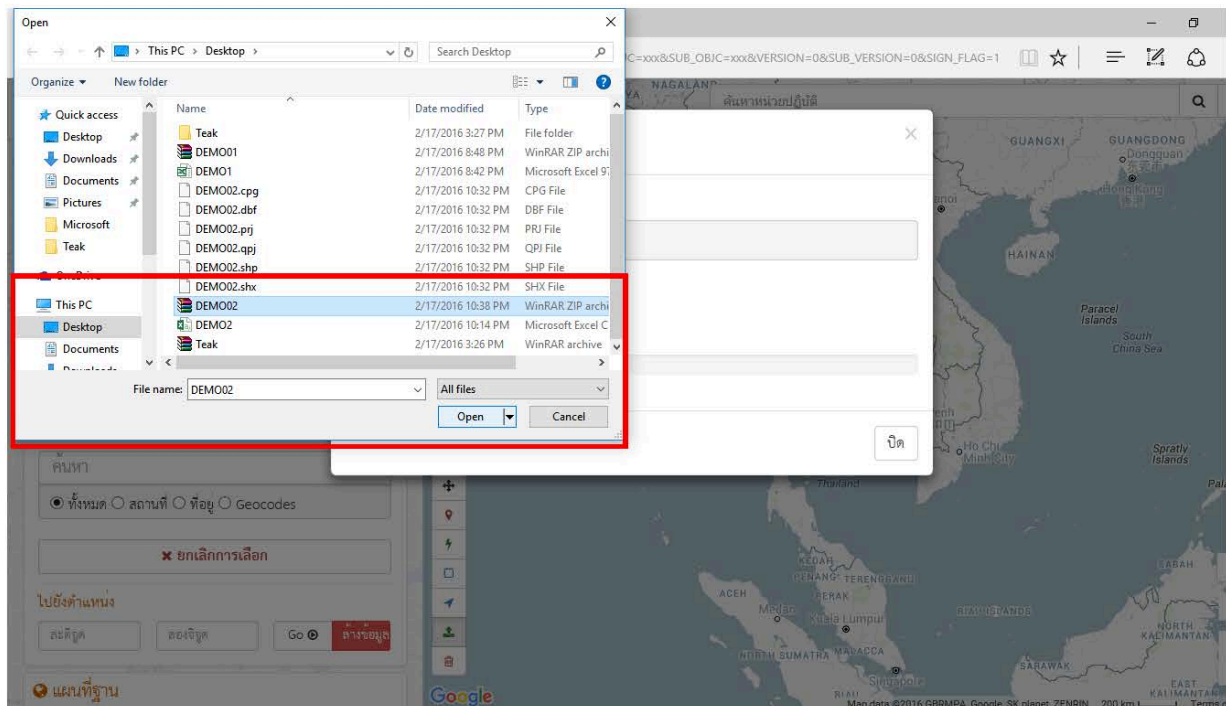 Open
This PC > Desktop >
Search Desktop
C=xxx&SUB_OBJC=xxx&VERSION=0&SUB_VERSION=0&SIGN_FLAG=1
Organize
New folder
Name
Date modified
Type
Quick access
Desktop
Downloads
Documents
Pictures
Microsoft
Teak
This PC
Desktop
Documents
Teak 2/17/2016 3:27 PM File folder
DEMO01 2/17/2016 8:48 PM WinRAR ZIP archi
DEMO1 2/17/2016 8:42 PM Microsoft Excel 97
DEMO02.cpg 2/17/2016 10:32 PM CPG File
DEMO02.dbf 2/17/2016 10:32 PM DBF File
DEMO02.prj 2/17/2016 10:32 PM PRJ File
DEMO02.qpj 2/17/2016 10:32 PM QPJ File
DEMO02.shp 2/17/2016 10:32 PM SHP File
DEMO02.shx 2/17/2016 10:32 PM SHX File
DEMO02 2/17/2016 10:38 PM WinRAR ZIP archi
DEMO2 2/17/2016 10:14 PM Microsoft Excel C
Teak 2/17/2016 3:26 PM WinRAR archive
File name: DEMO02
All files
Open
Cancel
NAGALAND
ค้นหาหน่วยปฏิบัติ
GUANGXI
GUANGDONG
Dongguan
Hong Kong
HAINAN
Paracel
Islands
South
China Sea
ปิด
Ho Chi
Minh City
Spratly
Islands
Thailand
ค้นหา
ทั้งหมด สถานที่ ที่อยู่ Geocodes
ยกเลิกการเลือก
ไปยังตำแหน่ง
ละติจูด
ลองจิจูด
Go
ล้างข้อมูล
แผนที่ฐาน
KEDAH
PENANG
TERENGGANU
ACEH
PERAK
Medan
Kuala Lumpur
RIAU ISLANDS
SABAH
NORTH
KALIMANTAN
NORTH SUMATRA
MALACCA
SARAWAK
Singapore
RIAU
EAST
KALIMANTAN
Google
Map data ©2016 GBRMPA, Google, SK planet, ZENRIN
200 km
Terms